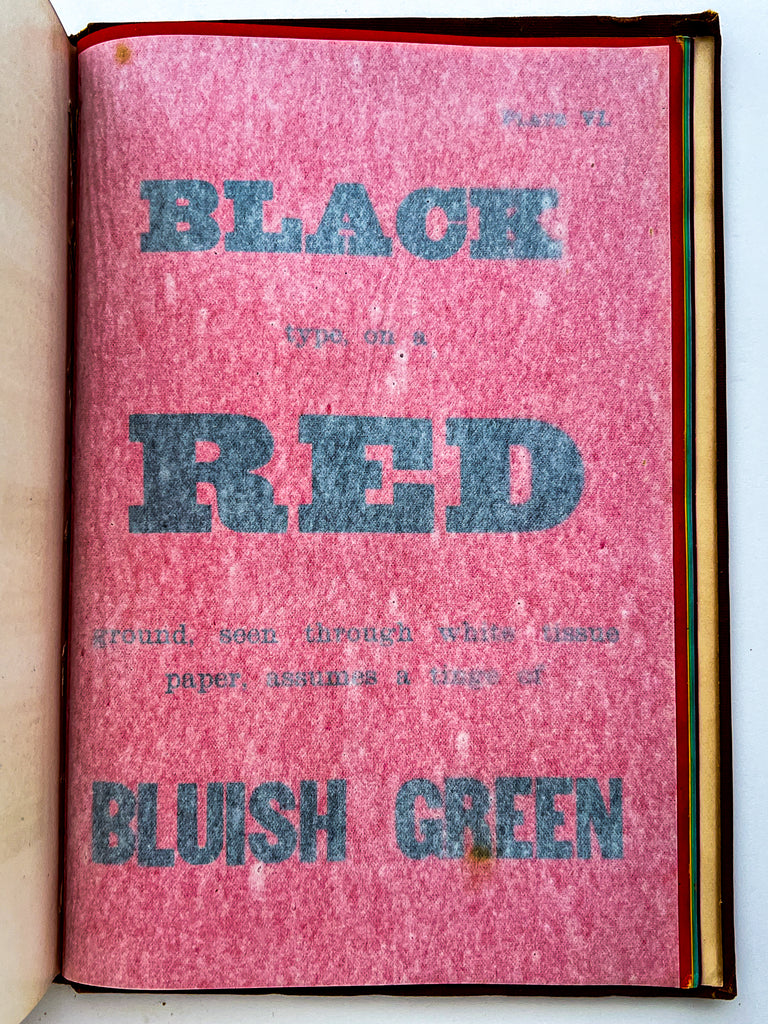 Plate VI.
BLACK
type, on a
RED
ground, seen through white tissue
paper, assumes a tinge of
BLUISH GREEN